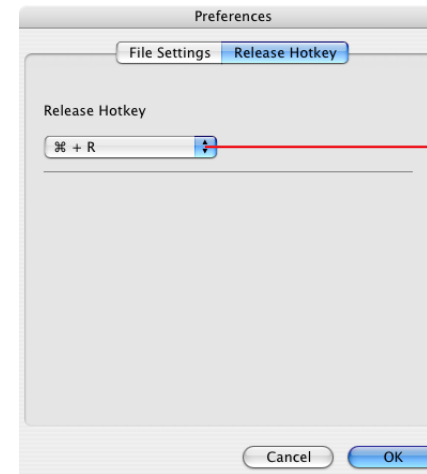 Preferences
File Settings Release Hotkey
Release Hotkey
⌘ + R
Cancel OK